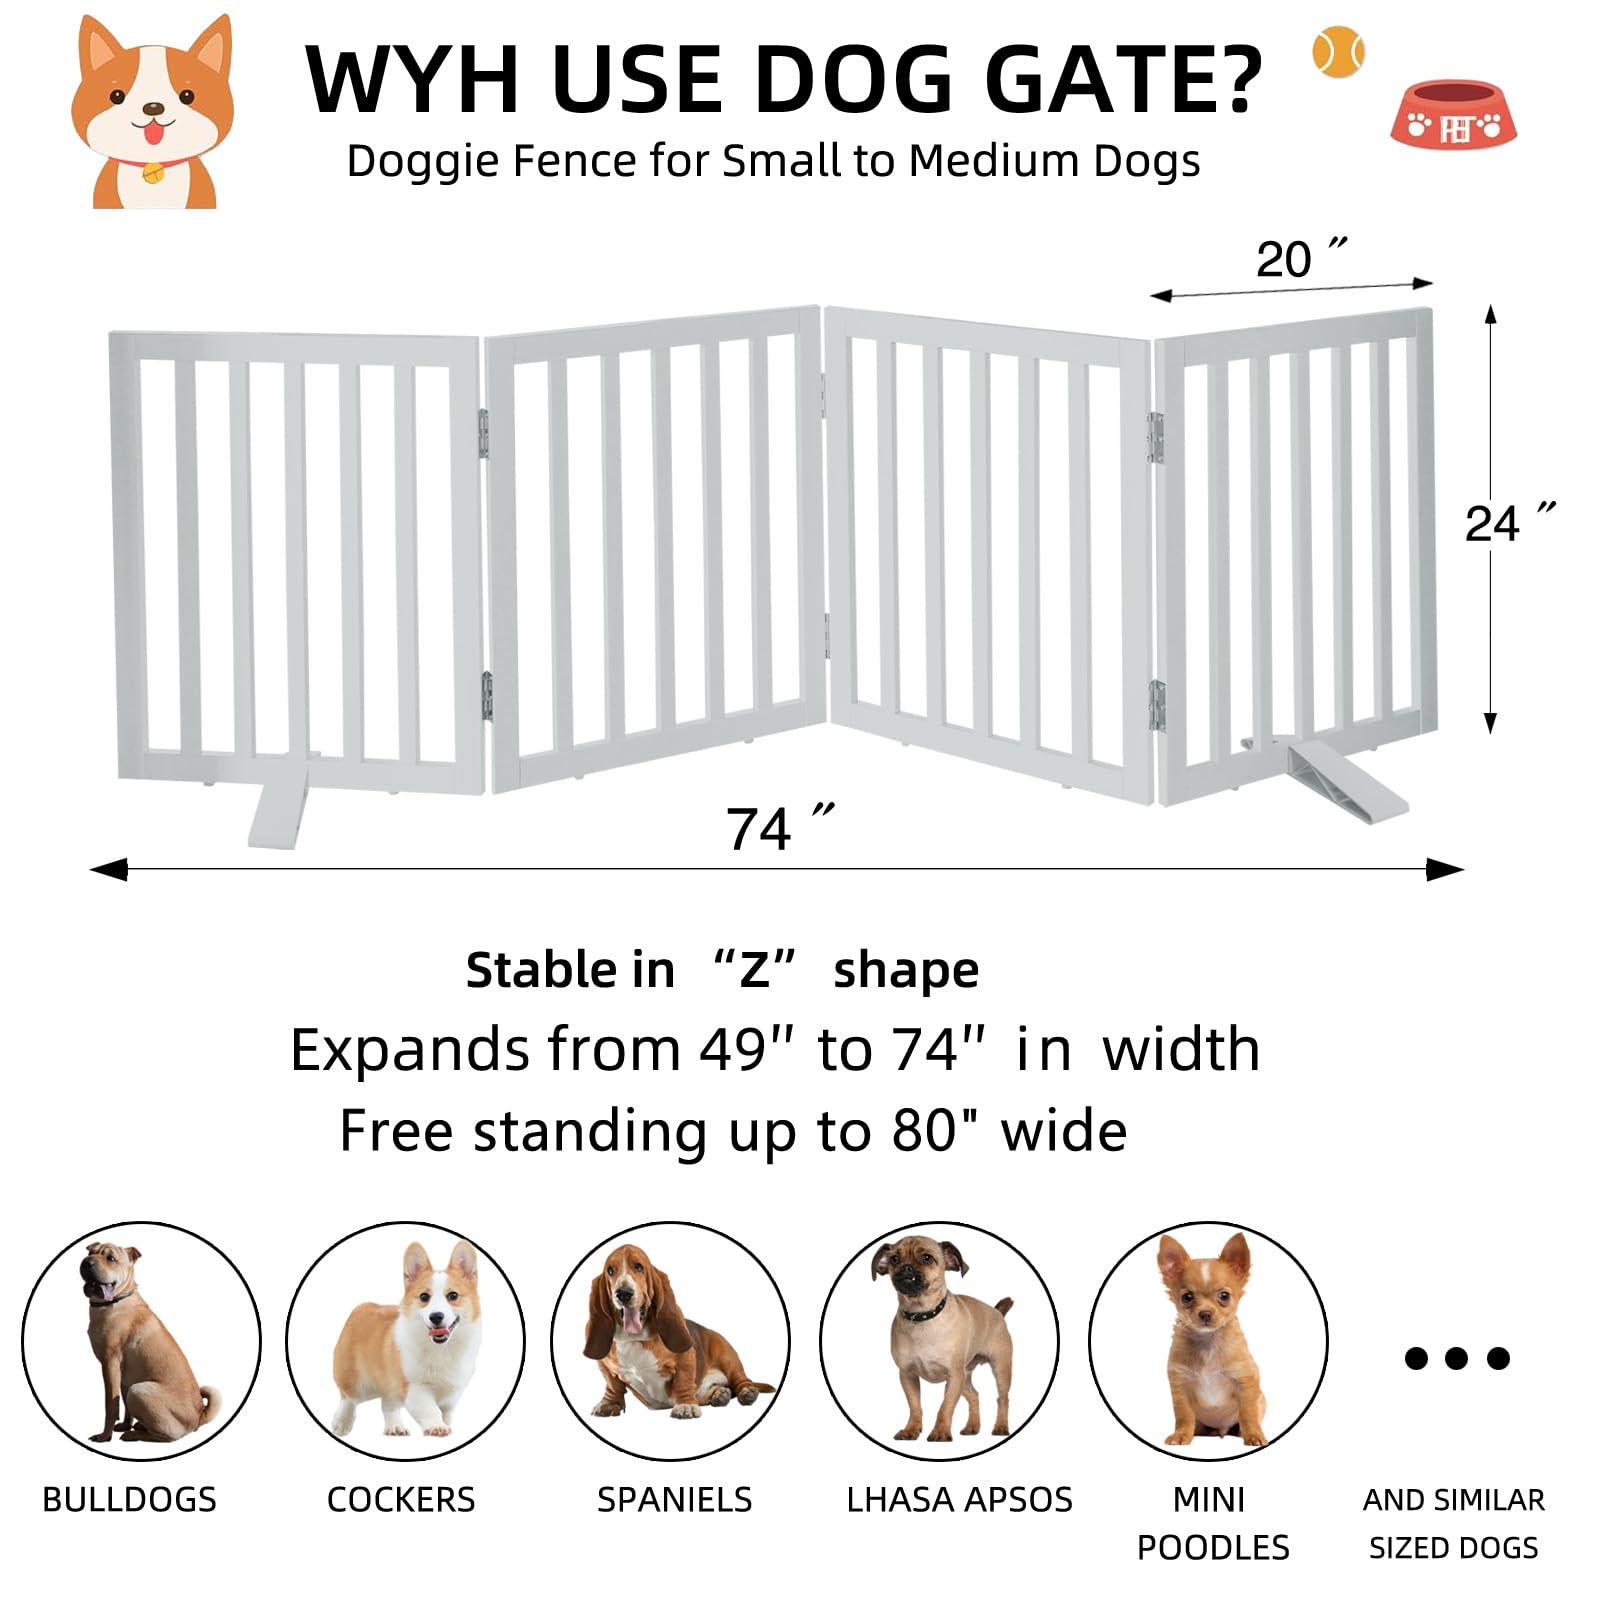 WYH USE DOG GATE?
Doggie Fence for Small to Medium Dogs
PET
20 ″
24 ″
74 ″
Stable in “Z” shape
Expands from 49″ to 74″ in width
Free standing up to 80" wide
BULLDOGS
COCKERS
SPANIELS
LHASA APSOS
MINI
POODLES
AND SIMILAR
SIZED DOGS